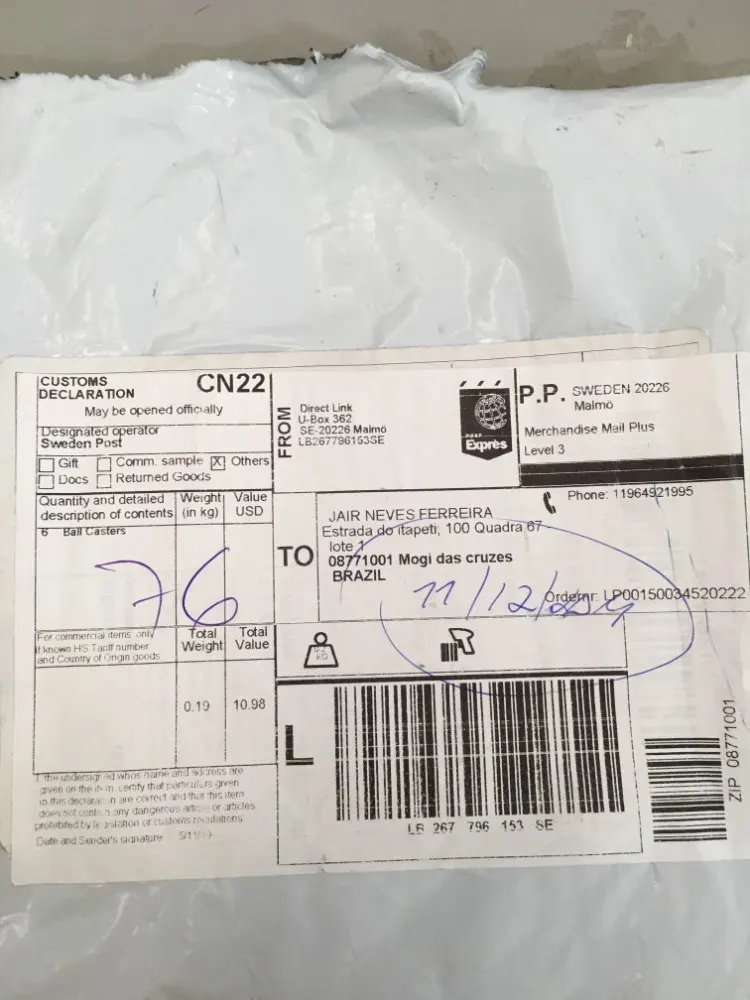 CUSTOMS
DECLARATION
CN22
May be opened officially
Designated operator
Sweden Post
Gift
Comm. sample
X Others
Docs
Returned Goods
Quantity and detailed
description of contents
Weight
(in kg)
Value
USD
6 Ball Casters
76
For commercial items only
If known HS Tariff number
and Country of Origin goods
Total
Weight
Total
Value
0.19
10.98
I the undersigned whos name and address are
given on the item certify that particulars given
in this declaration are correct and that this item
does not contain any dangerous article or articles
prohibited by legislation or customs regulations
Date and Sender's signature
FROM
Direct Link
U-Box 362
SE-20226 Malmö
LB267796153SE
Exprès
P.P. SWEDEN 20226
Malmö
Merchandise Mail Plus
Level 3
Phone: 11964921995
TO
JAIR NEVES FERREIRA
Estrada do itapeti, 100 Quadra 67
lote 1
08771001 Mogi das cruzes
BRAZIL
11/12/
Ordernr: LP00150034520222
L
LB 267 796 153 SE
ZIP 08771001